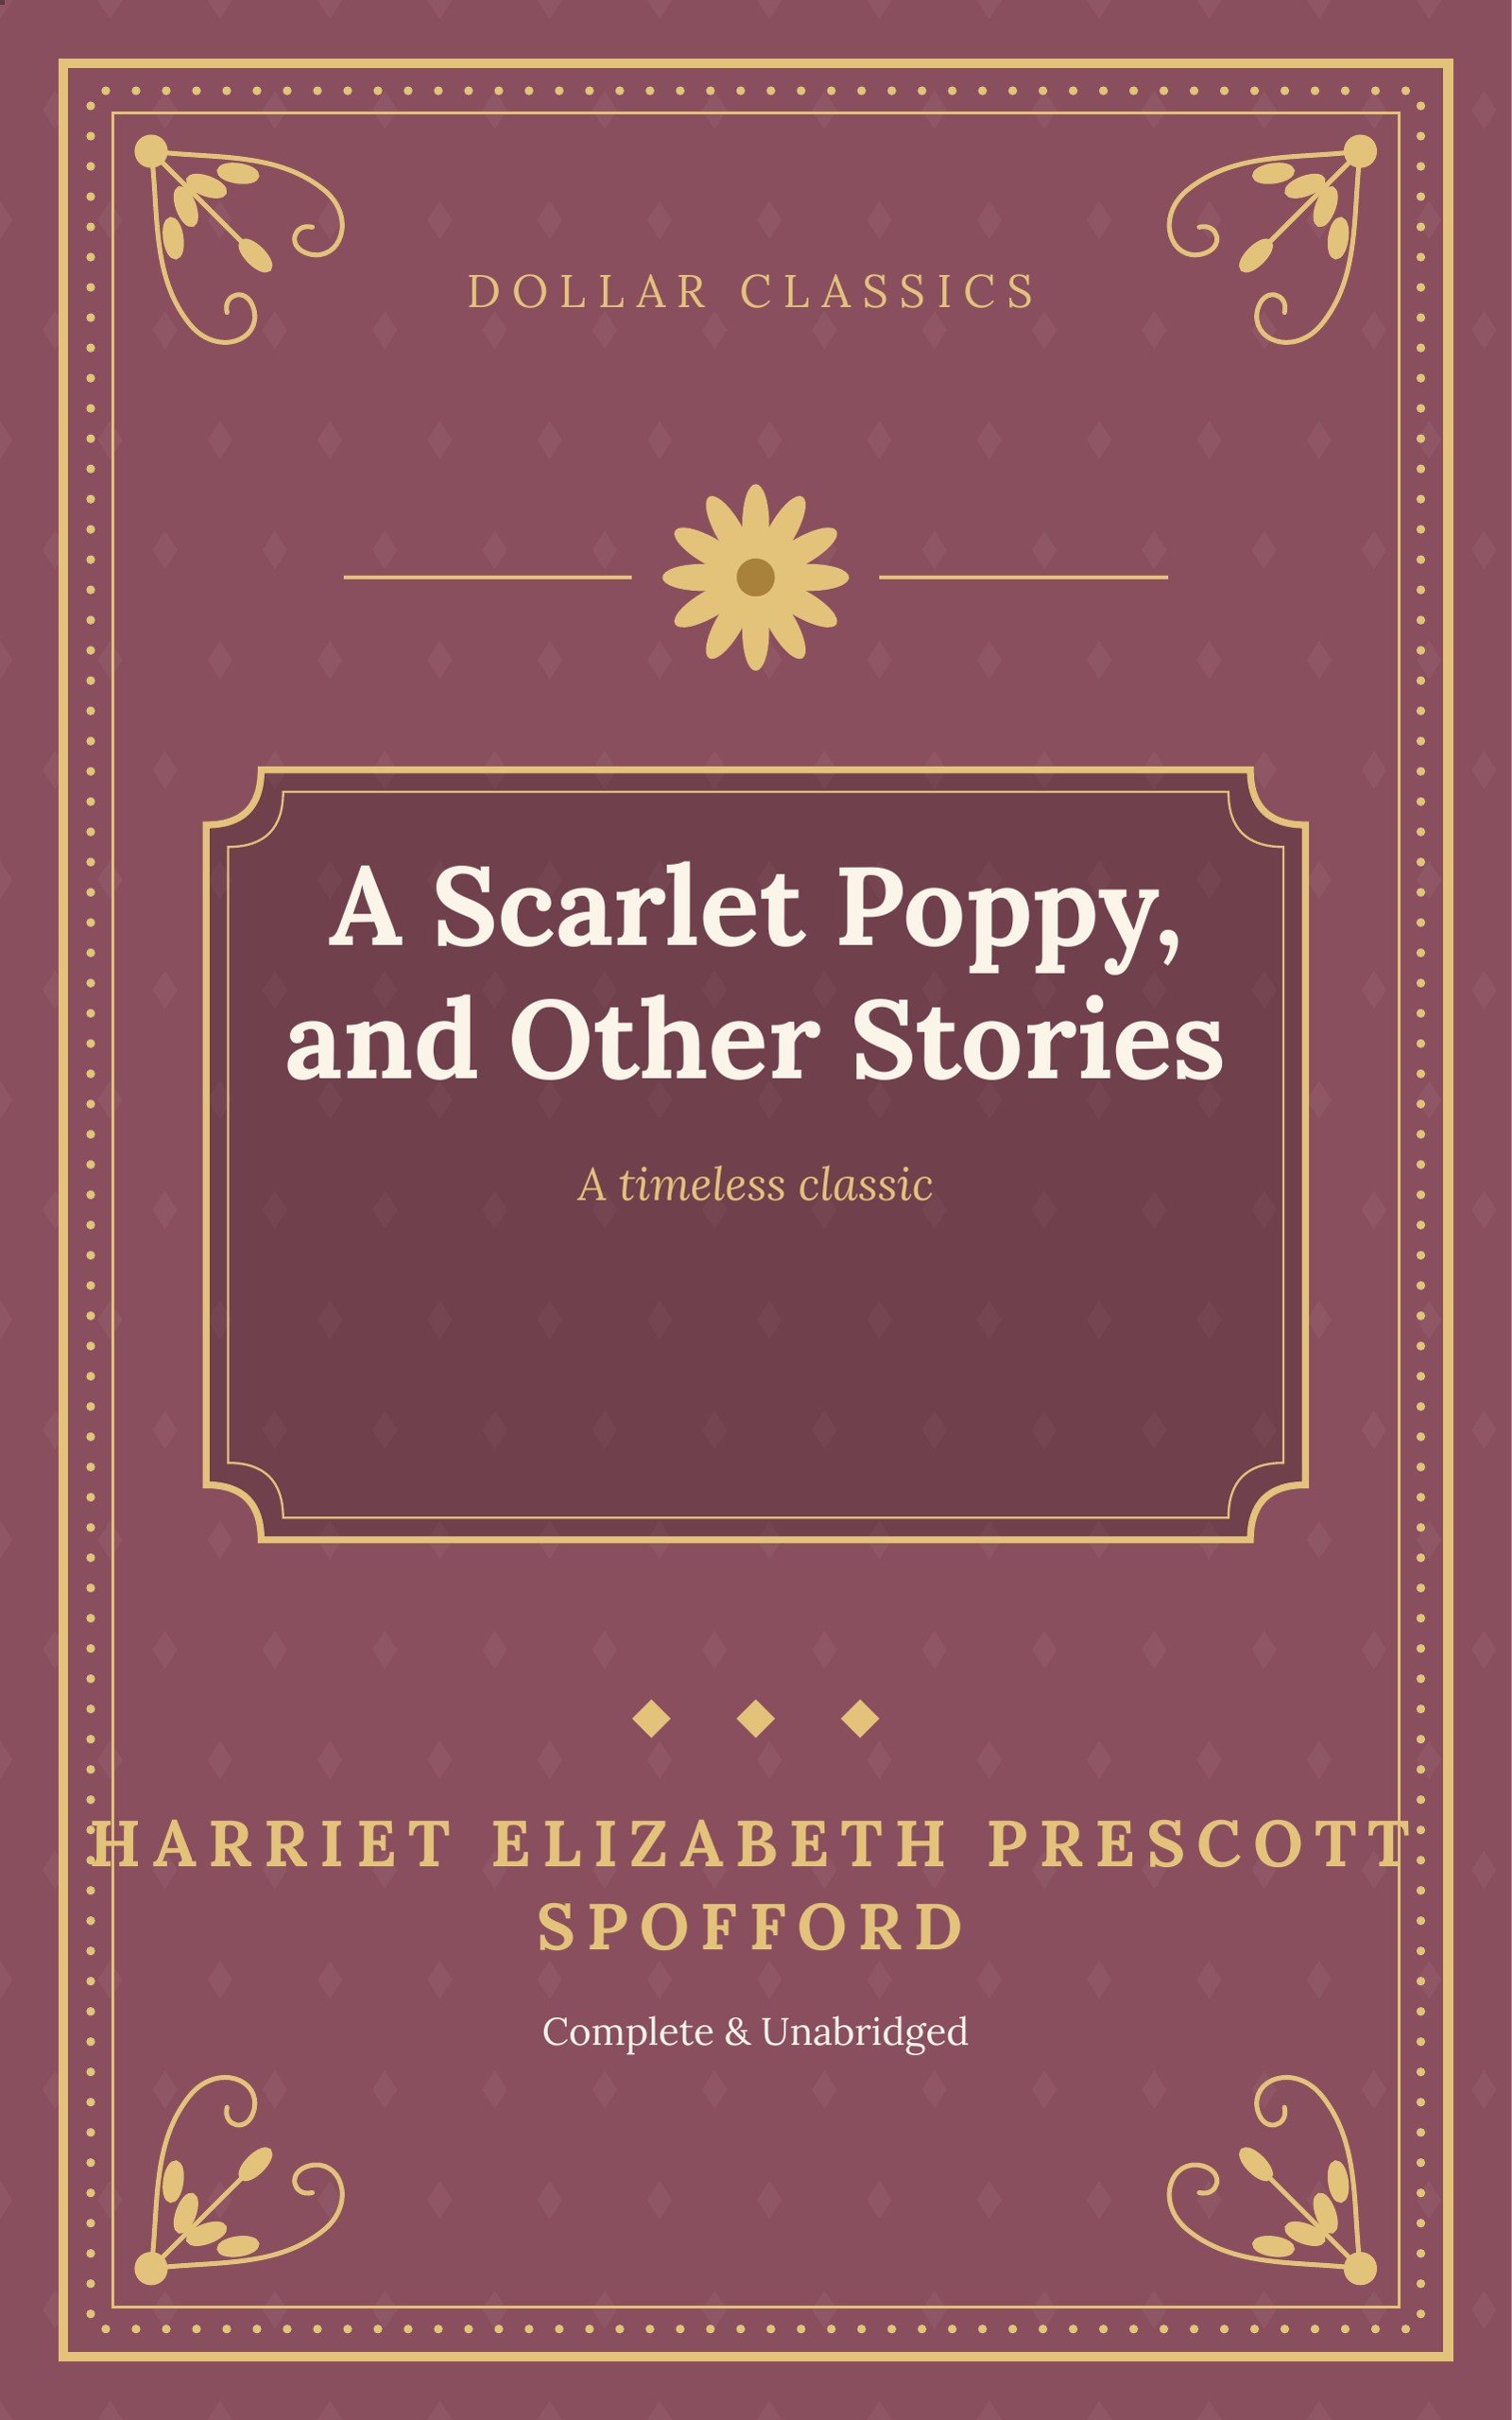 DOLLAR CLASSICS
A Scarlet Poppy,
and Other Stories
A timeless classic
HARRIET ELIZABETH PRESCOTT
SPOFFORD
Complete & Unabridged